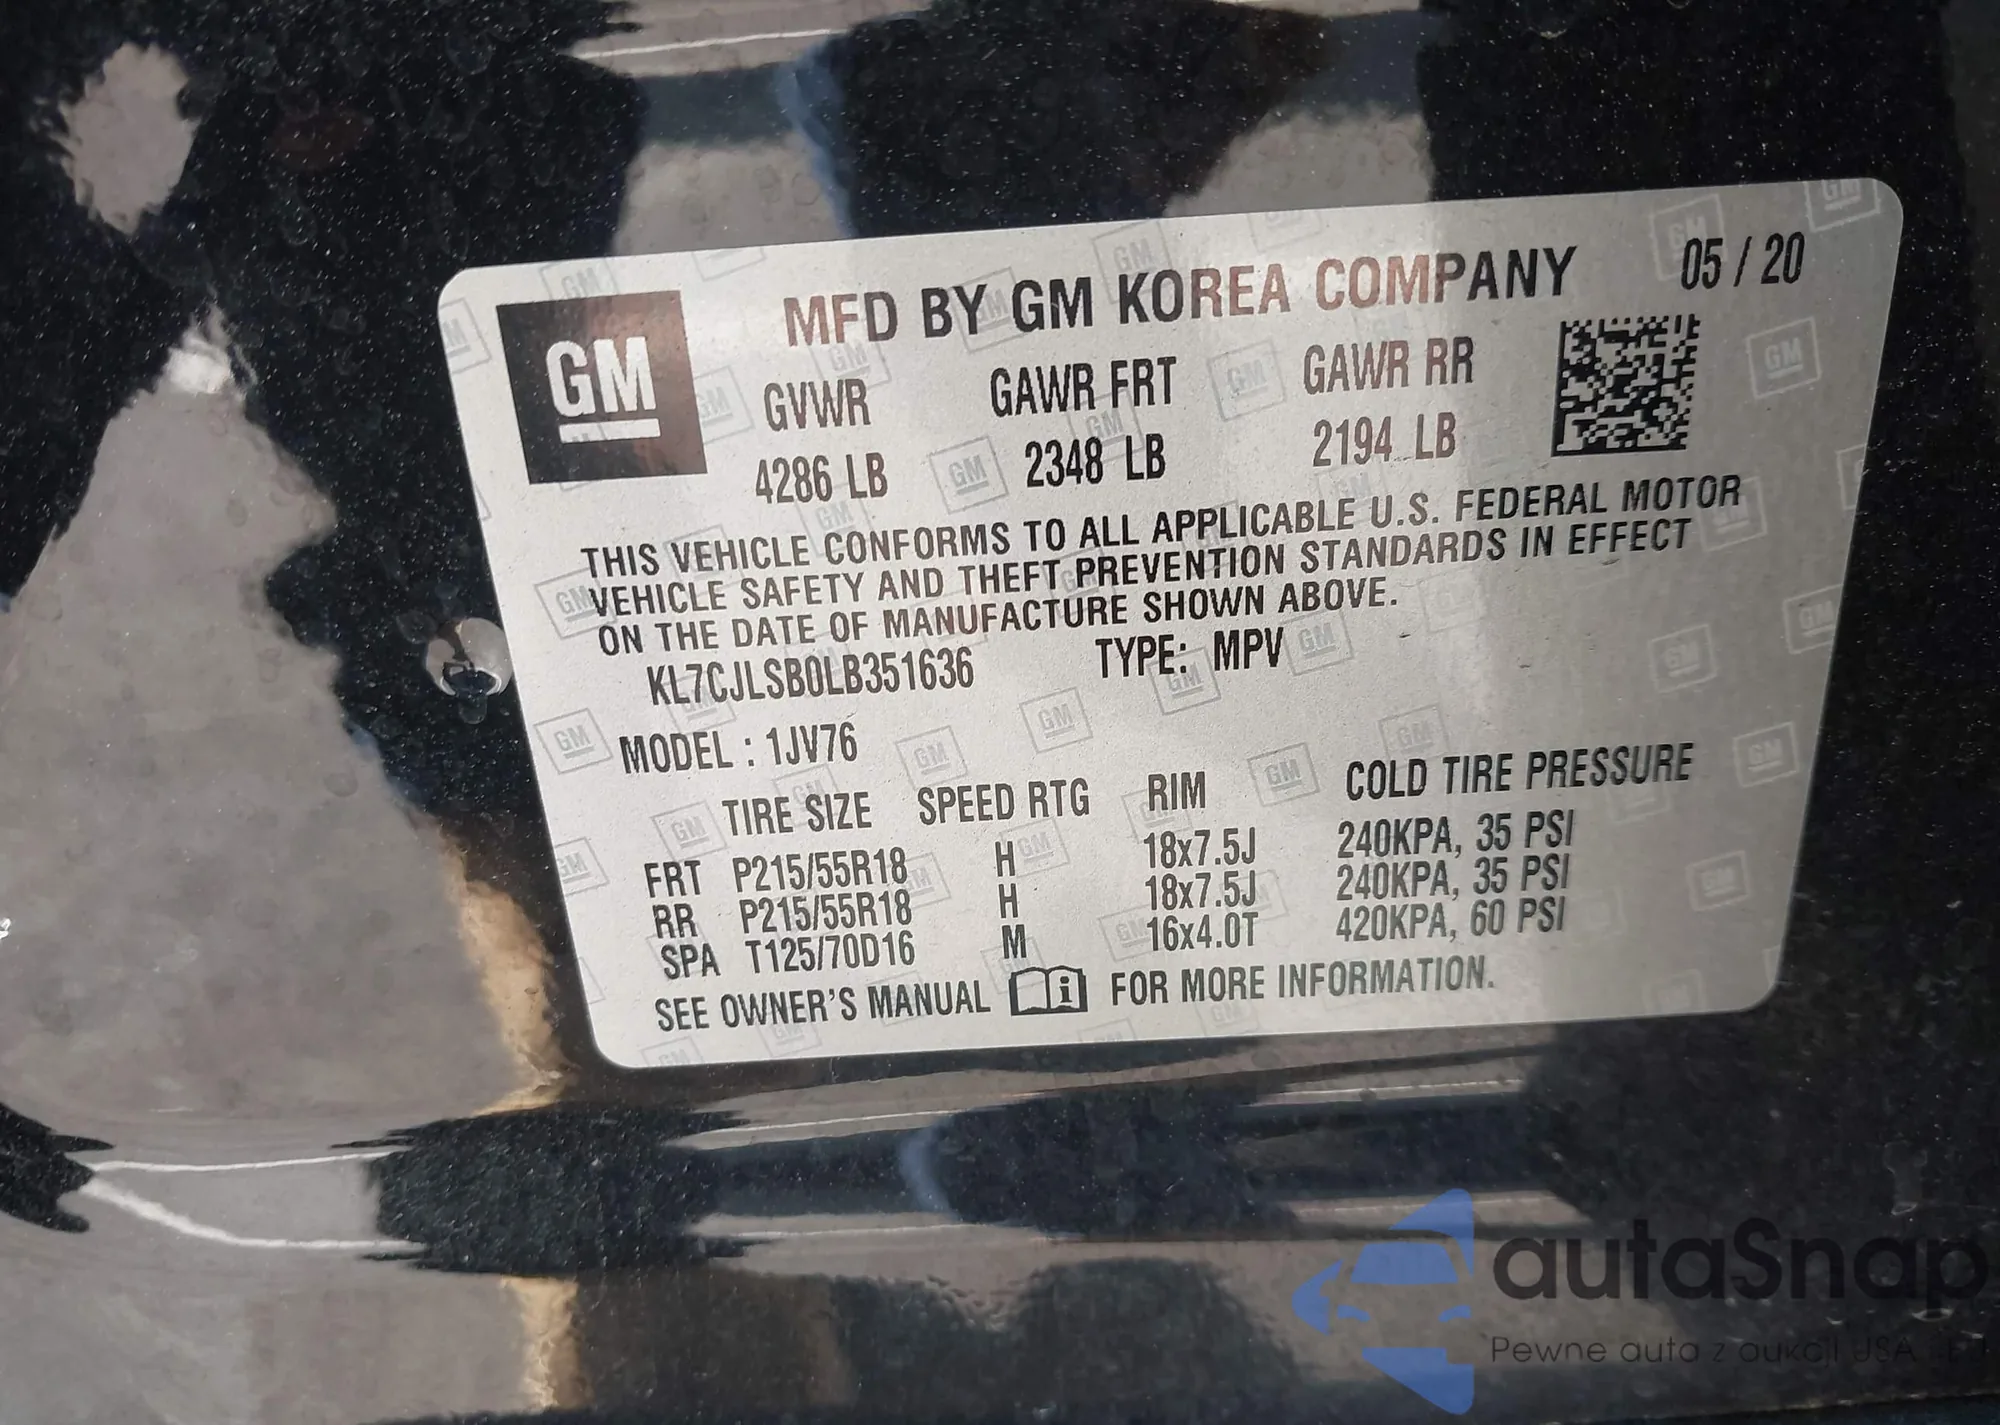 MFD BY GM KOREA COMPANY 05 / 20
GM
GVWR GAWR FRT GAWR RR
4286 LB 2348 LB 2194 LB
THIS VEHICLE CONFORMS TO ALL APPLICABLE U.S. FEDERAL MOTOR
VEHICLE SAFETY AND THEFT PREVENTION STANDARDS IN EFFECT
ON THE DATE OF MANUFACTURE SHOWN ABOVE.
KL7CJLSB0LB351636 TYPE: MPV
MODEL : 1JV76
TIRE SIZE SPEED RTG RIM COLD TIRE PRESSURE
FRT P215/55R18 H 18x7.5J 240KPA, 35 PSI
RR P215/55R18 H 18x7.5J 240KPA, 35 PSI
SPA T125/70D16 M 16x4.0T 420KPA, 60 PSI
SEE OWNER'S MANUAL FOR MORE INFORMATION.
autaSnap
Pewne auta z aukcji USA